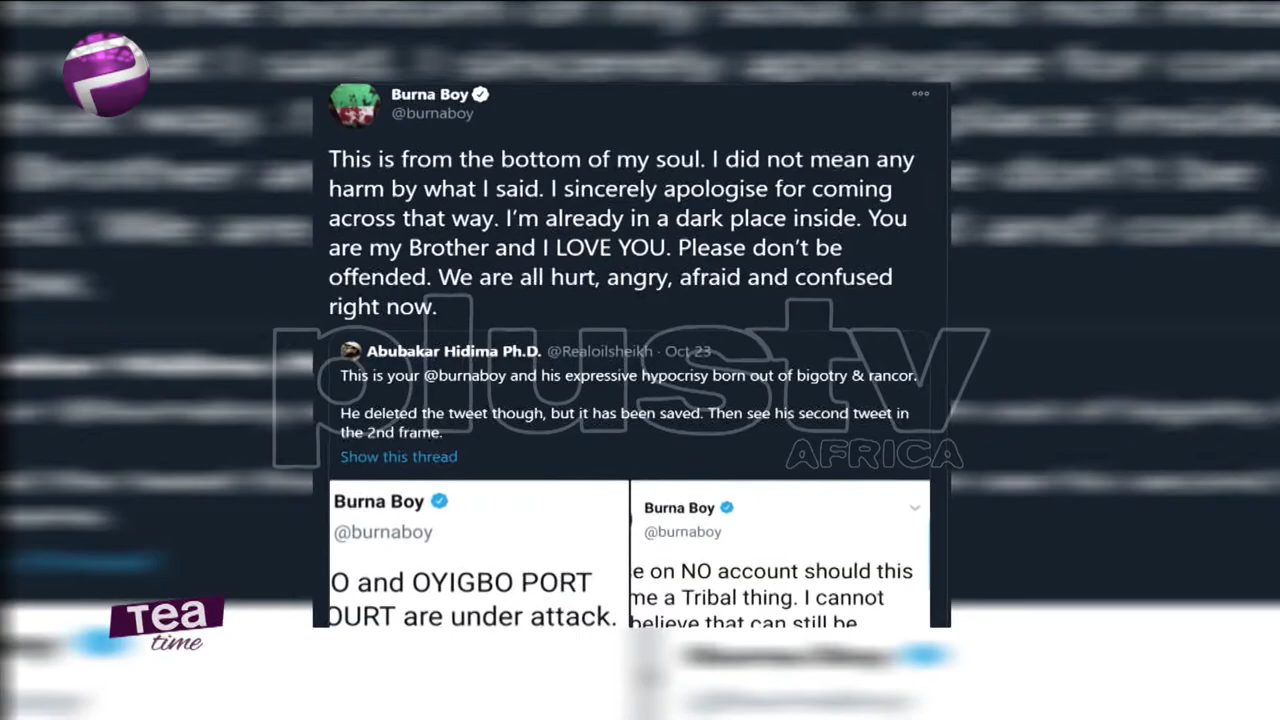 Burna Boy
@burnaboy
This is from the bottom of my soul. I did not mean any
harm by what I said. I sincerely apologise for coming
across that way. I'm already in a dark place inside. You
are my Brother and I LOVE YOU. Please don't be
offended. We are all hurt, angry, afraid and confused
right now.
Abubakar Hidima Ph.D. @Realoilsheikh · Oct 23
This is your @burnaboy and his expressive hypocrisy born out of bigotry & rancor.
He deleted the tweet though, but it has been saved. Then see his second tweet in
the 2nd frame.
Show this thread
Burna Boy
@burnaboy
O and OYIGBO PORT
OURT are under attack.
Burna Boy
@burnaboy
e on NO account should this
me a Tribal thing. I cannot
believe that can still be
plustv
AFRICA
Tea
time